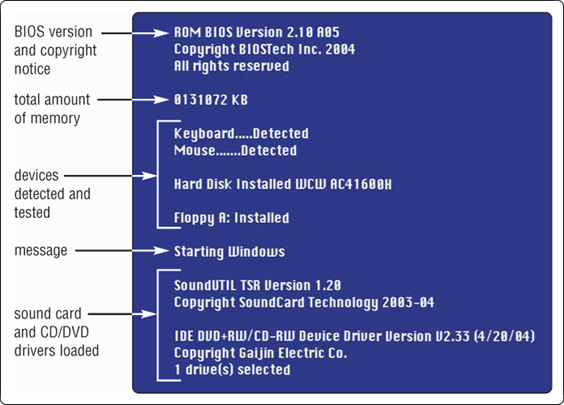 BIOS version
and copyright
notice
ROM BIOS Version 2.10 A05
Copyright BIOSTech Inc. 2004
All rights reserved
total amount
of memory
0131072 KB
devices
detected and
tested
Keyboard.....Detected
Mouse.......Detected
Hard Disk Installed WCW AC41600H
Floppy A: Installed
message
Starting Windows
sound card
and CD/DVD
drivers loaded
SoundUTIL TSR Version 1.20
Copyright SoundCard Technology 2003-04
IDE DVD+RW/CD-RW Device Driver Version V2.33 (4/20/04)
Copyright Gaijin Electric Co.
1 drive(s) selected